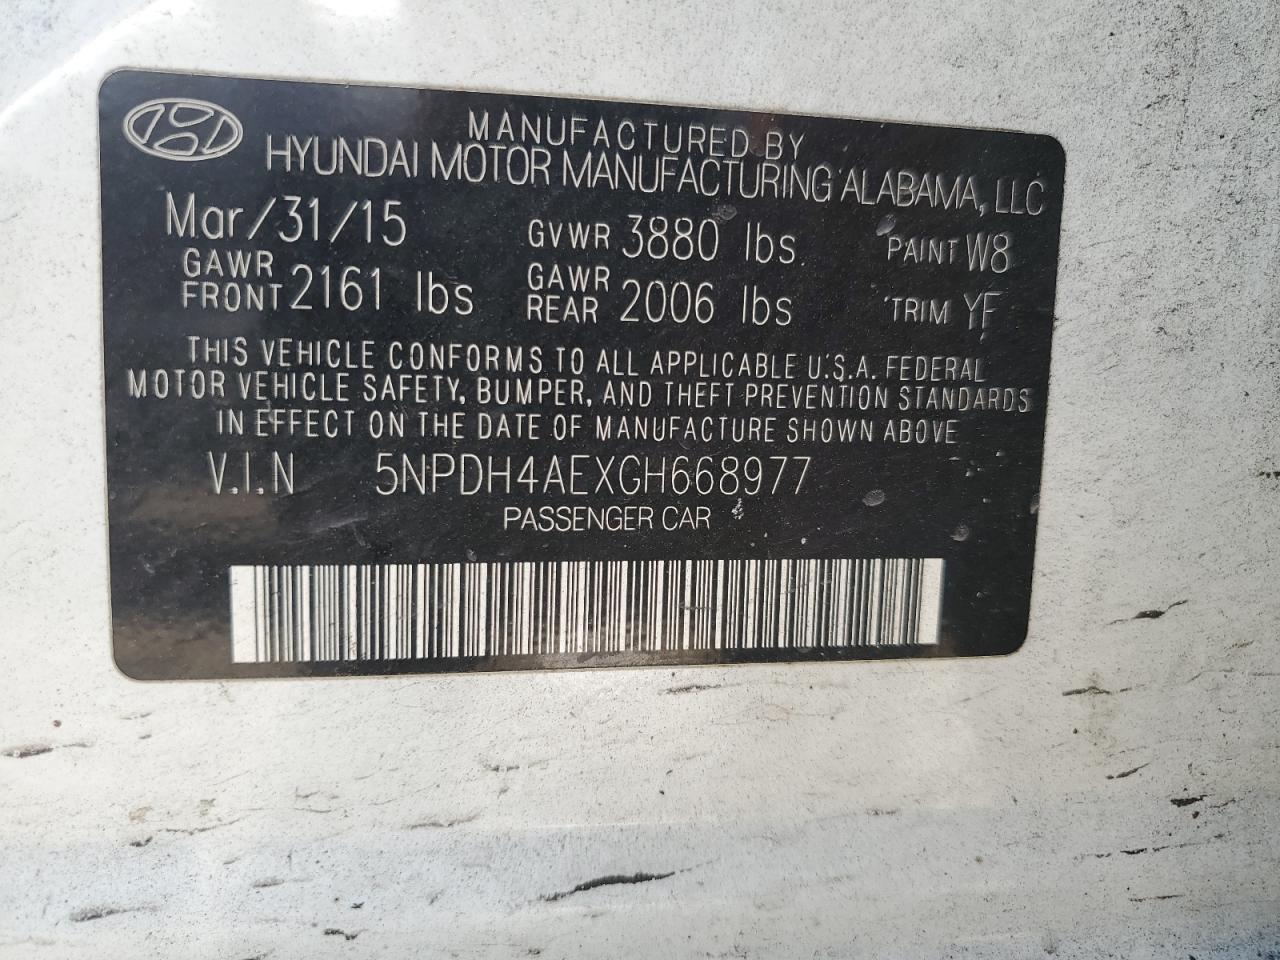 MANUFACTURED BY
HYUNDAI MOTOR MANUFACTURING ALABAMA, LLC
Mar/31/15 GVWR 3880 lbs PAINT W8
GAWR FRONT 2161 lbs GAWR REAR 2006 lbs TRIM YF
THIS VEHICLE CONFORMS TO ALL APPLICABLE U.S.A. FEDERAL
MOTOR VEHICLE SAFETY, BUMPER, AND THEFT PREVENTION STANDARDS
IN EFFECT ON THE DATE OF MANUFACTURE SHOWN ABOVE
V.I.N 5NPDH4AEXGH668977
PASSENGER CAR